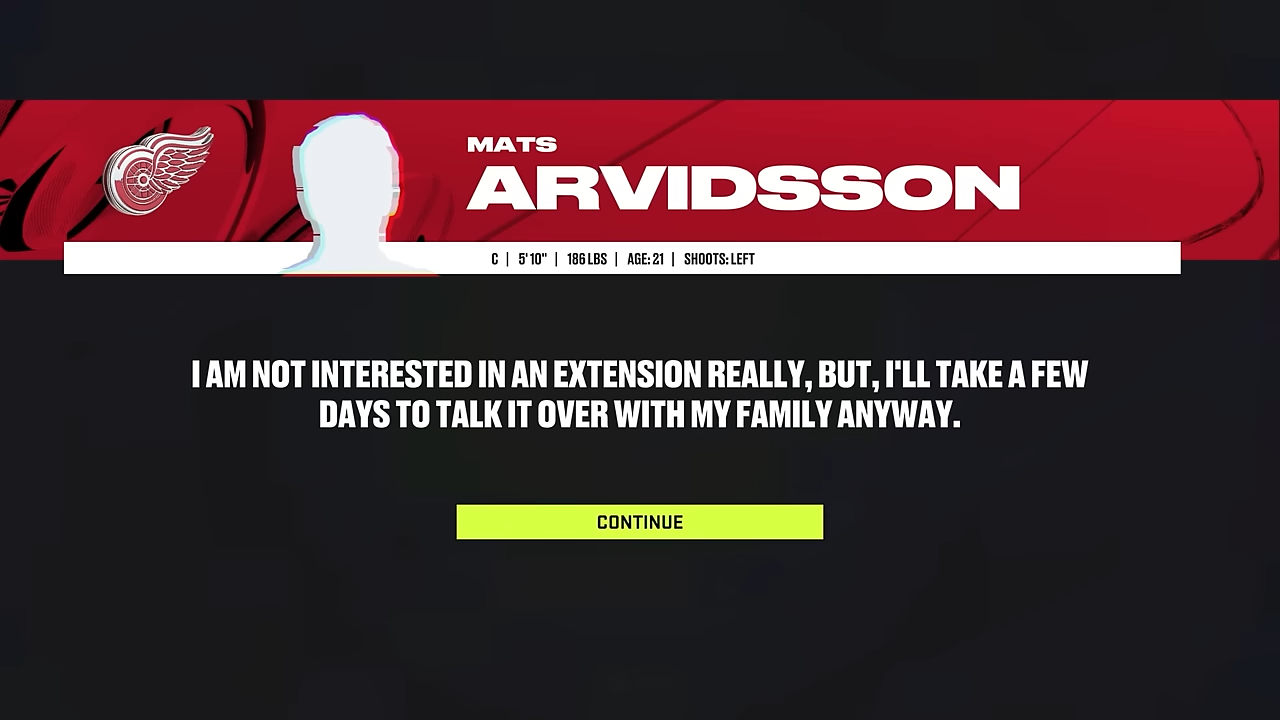 MATS
ARVIDSSON
C | 5'10" | 186 LBS | AGE: 21 | SHOOTS: LEFT
I AM NOT INTERESTED IN AN EXTENSION REALLY, BUT, I'LL TAKE A FEW
DAYS TO TALK IT OVER WITH MY FAMILY ANYWAY.
CONTINUE